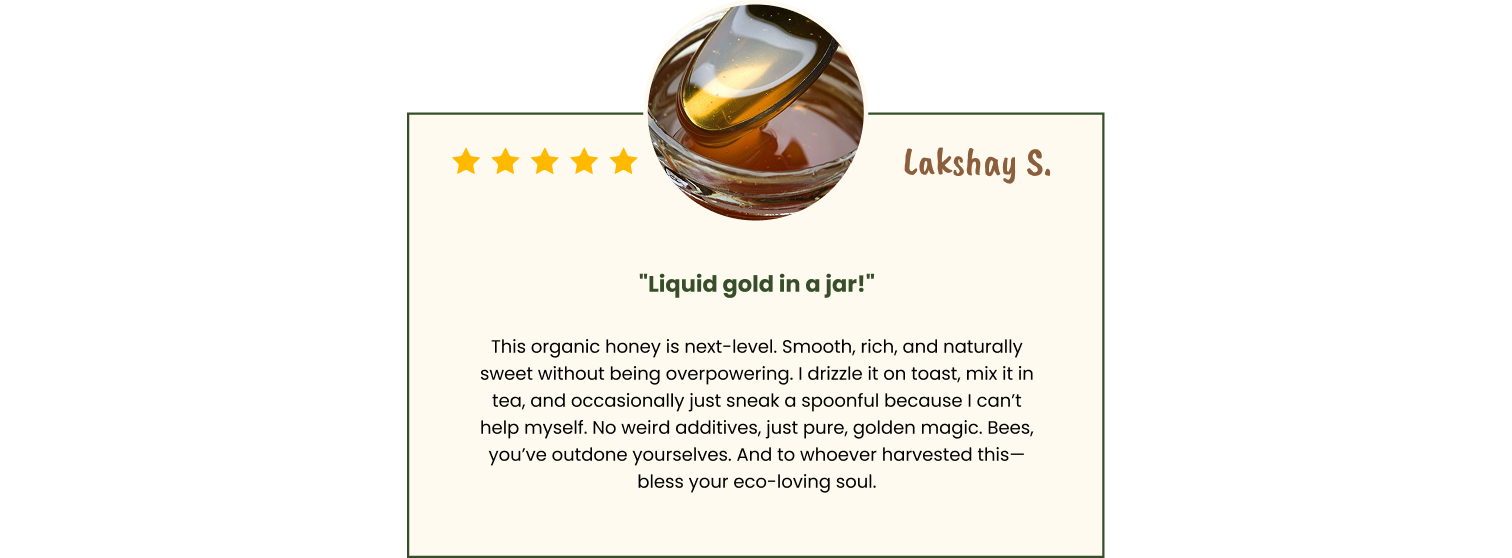 Lakshay S.
"Liquid gold in a jar!"
This organic honey is next-level. Smooth, rich, and naturally
sweet without being overpowering. I drizzle it on toast, mix it in
tea, and occasionally just sneak a spoonful because I can’t
help myself. No weird additives, just pure, golden magic. Bees,
you’ve outdone yourselves. And to whoever harvested this—
bless your eco-loving soul.